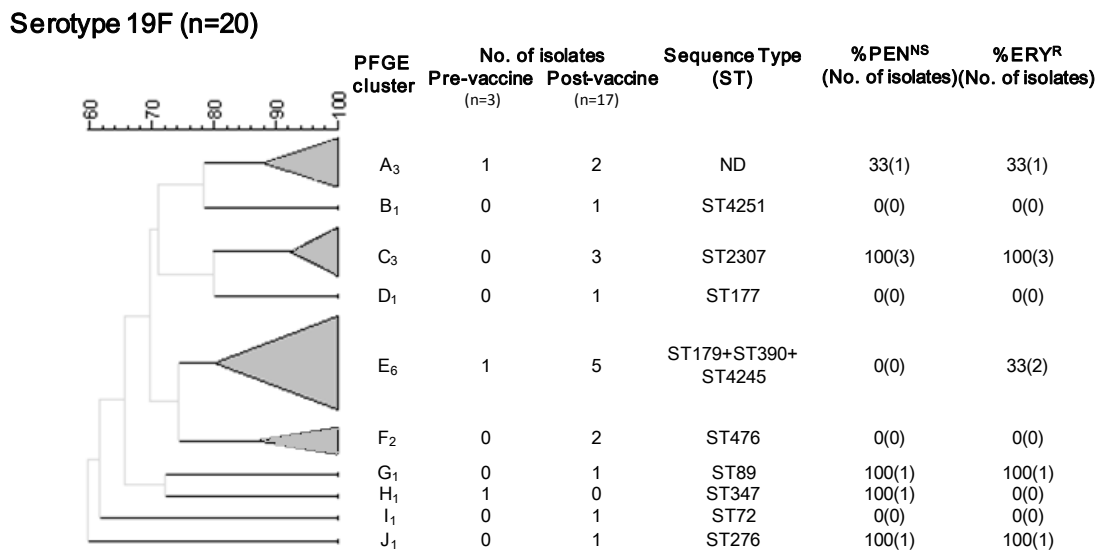 Serotype 19F (n=20)
PFGE cluster No. of isolates Sequence Type (ST) %PENNS (No. of isolates) %ERYR (No. of isolates)
Pre-vaccine (n=3) Post-vaccine (n=17)
60 70 80 90 100
A3 1 2 ND 33(1) 33(1)
B1 0 1 ST4251 0(0) 0(0)
C3 0 3 ST2307 100(3) 100(3)
D1 0 1 ST177 0(0) 0(0)
E6 1 5 ST179+ST390+ST4245 0(0) 33(2)
F2 0 2 ST476 0(0) 0(0)
G1 0 1 ST89 100(1) 100(1)
H1 1 0 ST347 100(1) 0(0)
I1 0 1 ST72 0(0) 0(0)
J1 0 1 ST276 100(1) 100(1)